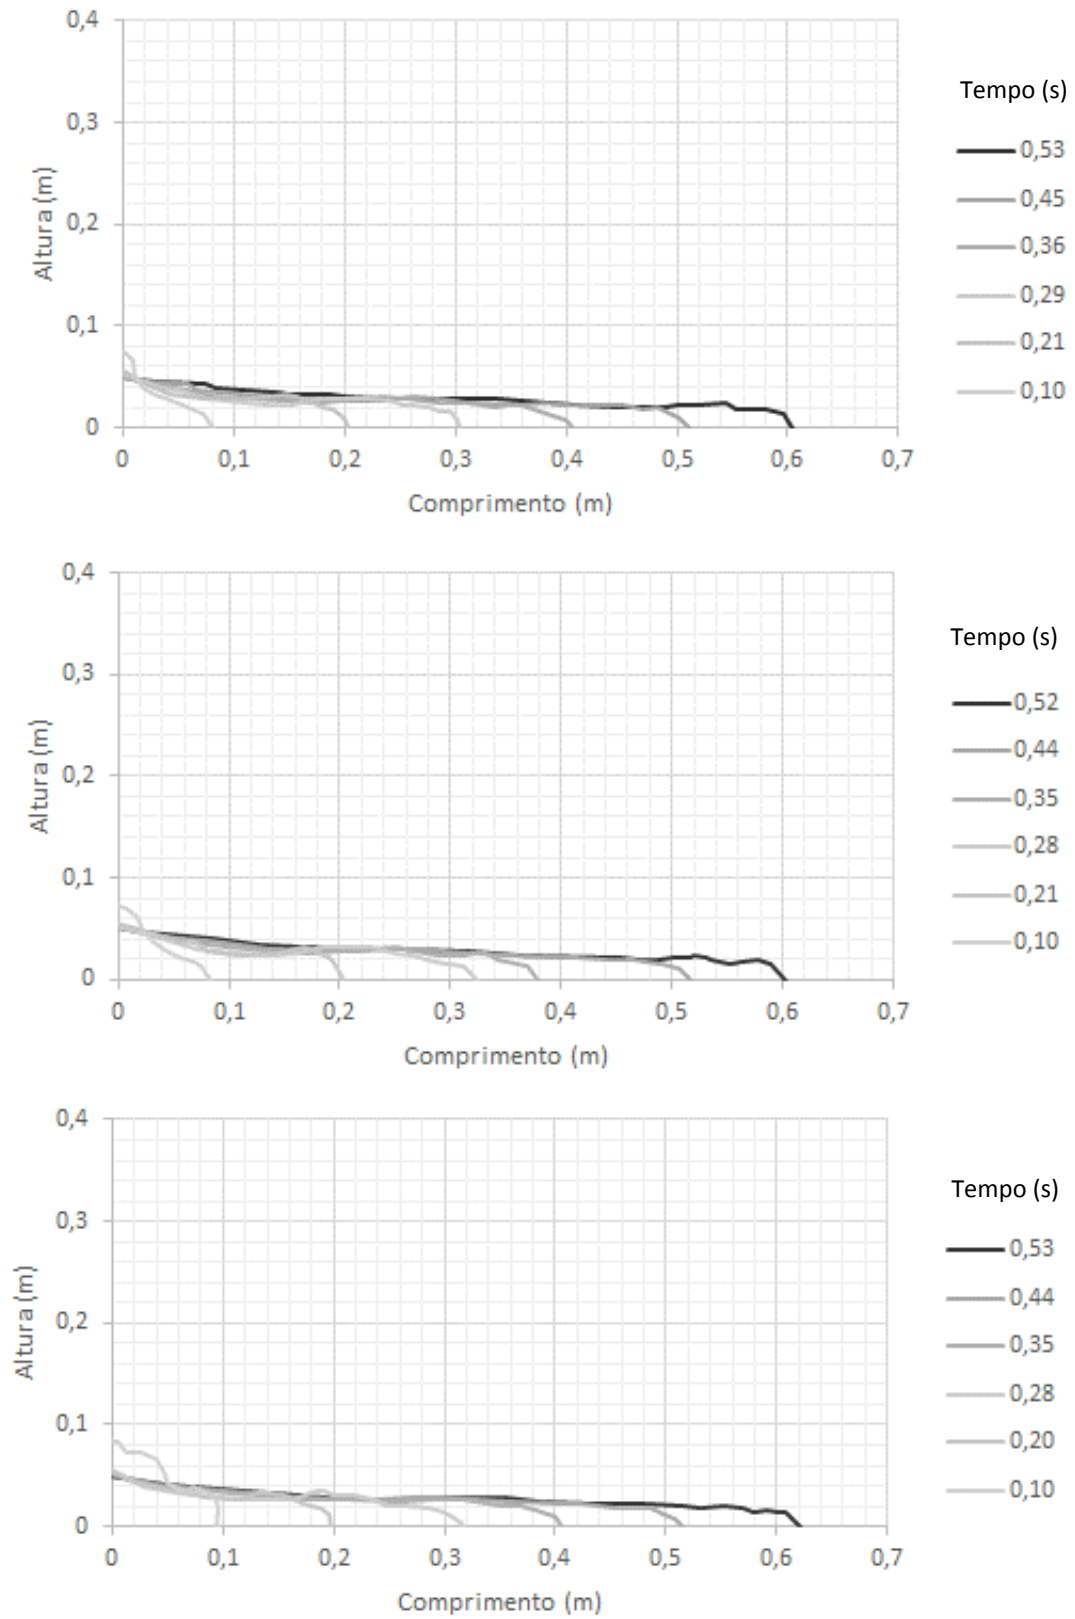 0,4
0,3
0,2
0,1
0
Altura (m)
0 0,1 0,2 0,3 0,4 0,5 0,6 0,7
Comprimento (m)
Tempo (s)
0,53
0,45
0,36
0,29
0,21
0,10
0,4
0,3
0,2
0,1
0
Altura (m)
0 0,1 0,2 0,3 0,4 0,5 0,6 0,7
Comprimento (m)
Tempo (s)
0,52
0,44
0,35
0,28
0,21
0,10
0,4
0,3
0,2
0,1
0
Altura (m)
0 0,1 0,2 0,3 0,4 0,5 0,6 0,7
Comprimento (m)
Tempo (s)
0,53
0,44
0,35
0,28
0,20
0,10